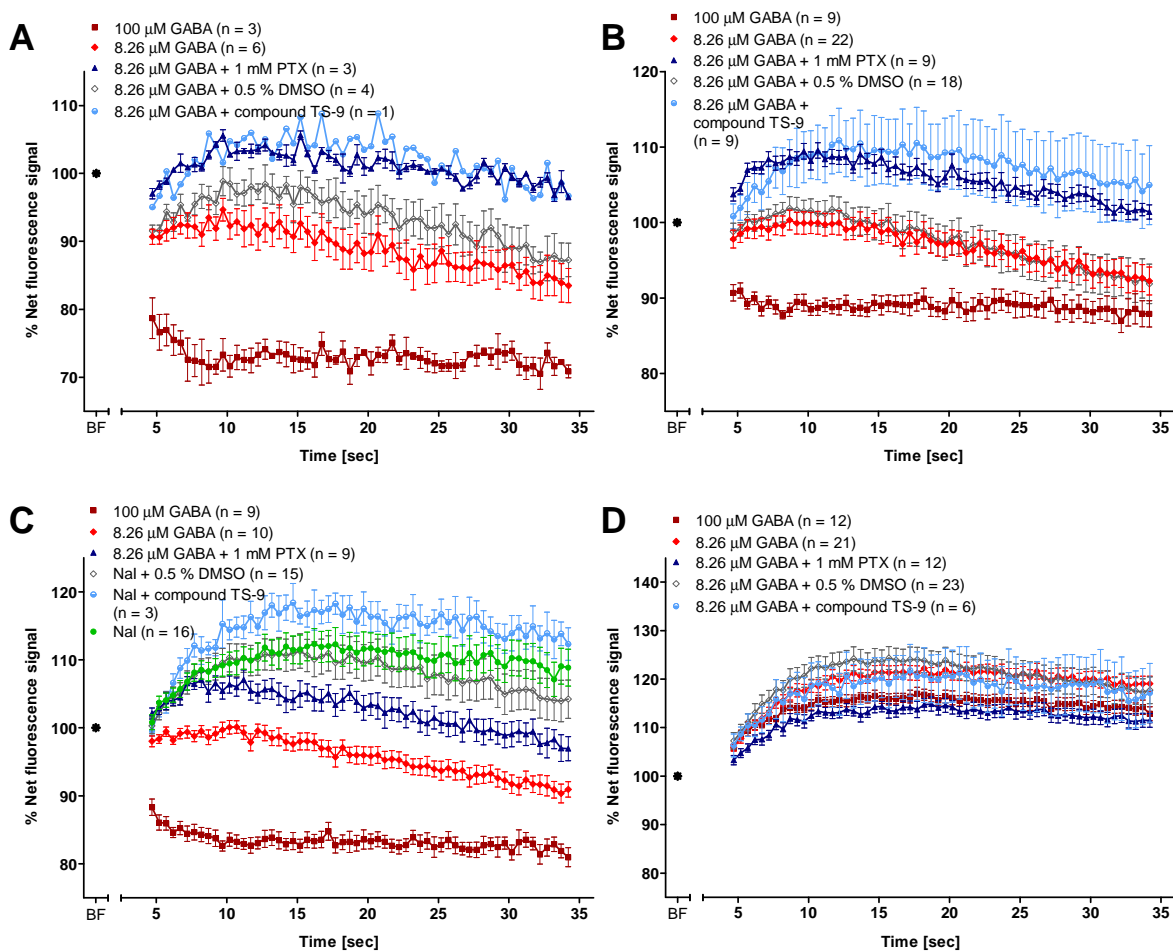 A
100 µM GABA (n = 3)
8.26 µM GABA (n = 6)
8.26 µM GABA + 1 mM PTX (n = 3)
8.26 µM GABA + 0.5 % DMSO (n = 4)
8.26 µM GABA + compound TS-9 (n = 1)
110
100
90
80
70
% Net fluorescence signal
BF
5
10
15
20
25
30
35
Time [sec]
B
100 µM GABA (n = 9)
8.26 µM GABA (n = 22)
8.26 µM GABA + 1 mM PTX (n = 9)
8.26 µM GABA + 0.5 % DMSO (n = 18)
8.26 µM GABA +
compound TS-9
(n = 9)
120
110
100
90
80
% Net fluorescence signal
BF
5
10
15
20
25
30
35
Time [sec]
C
100 µM GABA (n = 9)
8.26 µM GABA (n = 10)
8.26 µM GABA + 1 mM PTX (n = 9)
NaI + 0.5 % DMSO (n = 15)
NaI + compound TS-9
(n = 3)
NaI (n = 16)
120
110
100
90
80
% Net fluorescence signal
BF
5
10
15
20
25
30
35
Time [sec]
D
100 µM GABA (n = 12)
8.26 µM GABA (n = 21)
8.26 µM GABA + 1 mM PTX (n = 12)
8.26 µM GABA + 0.5 % DMSO (n = 23)
8.26 µM GABA + compound TS-9 (n = 6)
140
130
120
110
100
90
80
% Net fluorescence signal
BF
5
10
15
20
25
30
35
Time [sec]